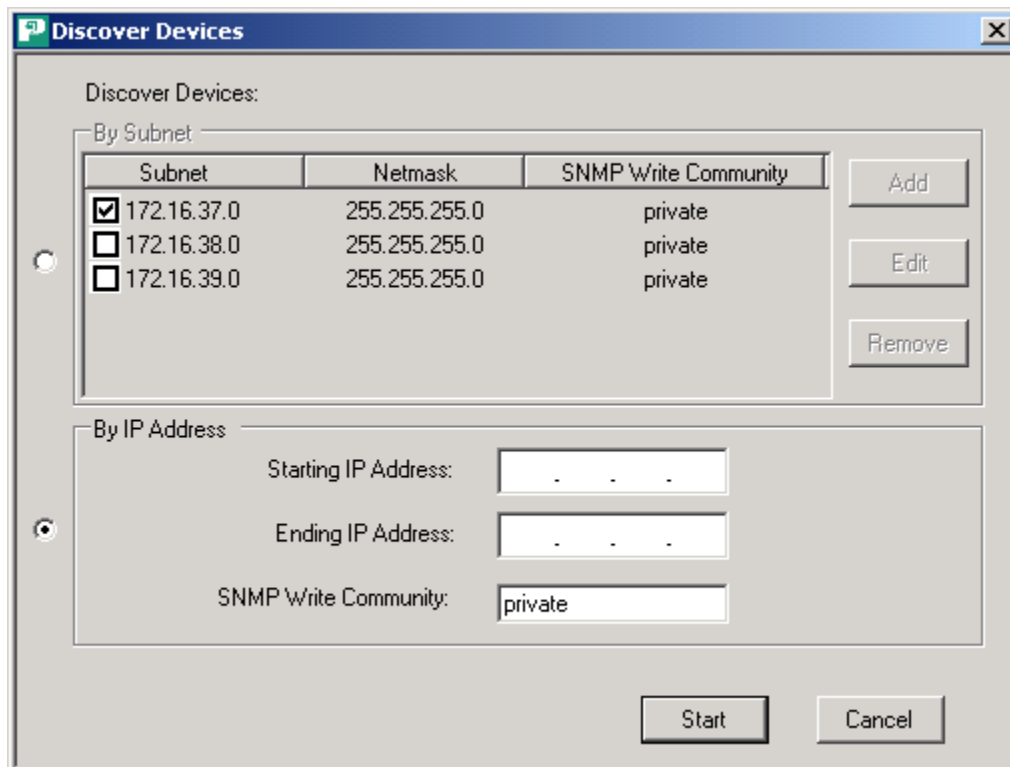 Discover Devices
Discover Devices:
By Subnet
Subnet Netmask SNMP Write Community
172.16.37.0 255.255.255.0 private
172.16.38.0 255.255.255.0 private
172.16.39.0 255.255.255.0 private
Add
Edit
Remove
By IP Address
Starting IP Address: . . .
Ending IP Address: . . .
SNMP Write Community: private
Start Cancel